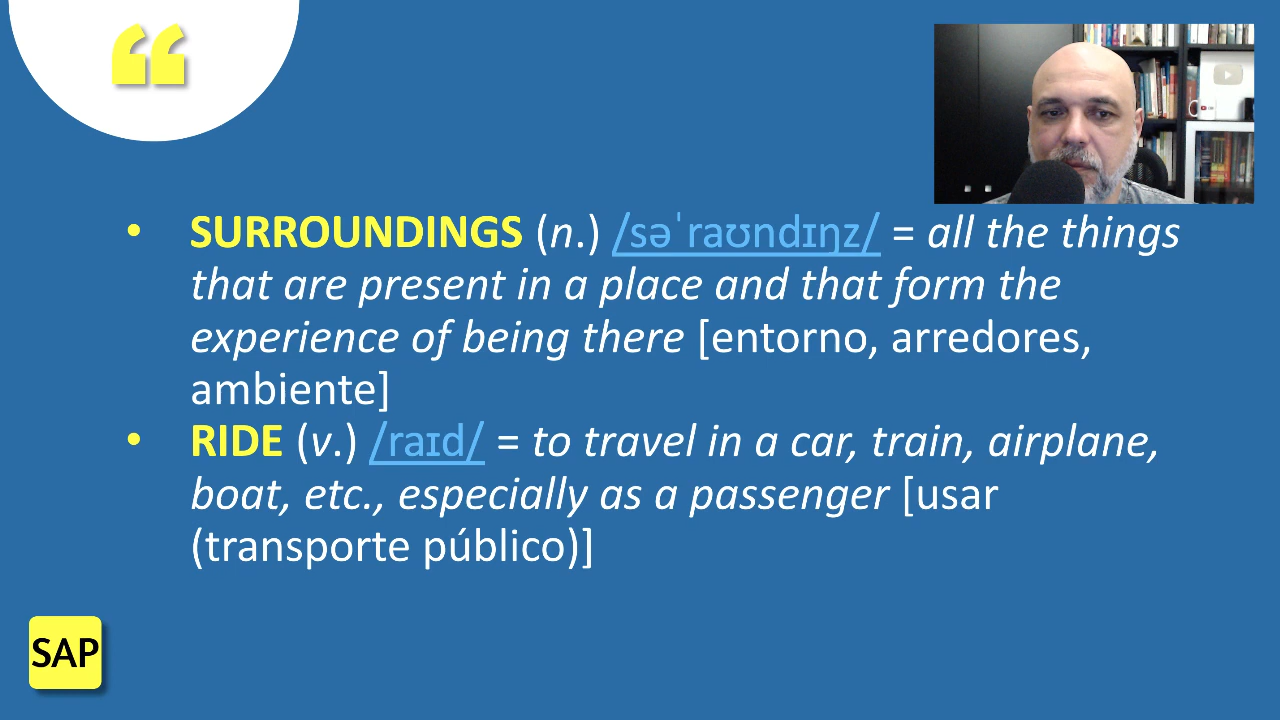 “
• SURROUNDINGS (n.) /səˈraʊndɪŋz/ = all the things
that are present in a place and that form the
experience of being there [entorno, arredores,
ambiente]
• RIDE (v.) /raɪd/ = to travel in a car, train, airplane,
boat, etc., especially as a passenger [usar
(transporte público)]
SAP